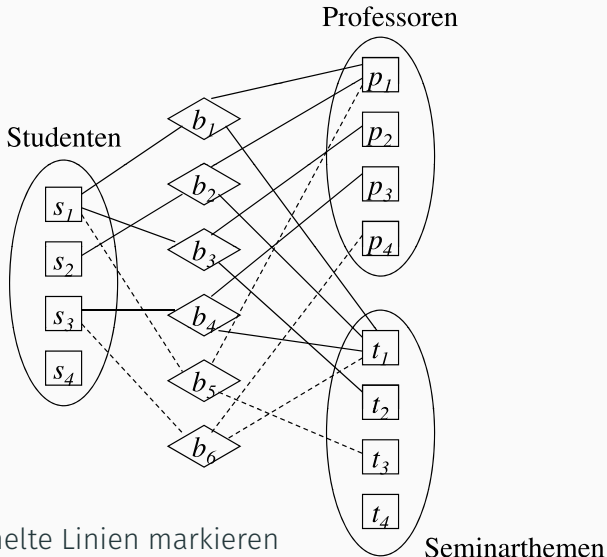 Professoren
Studenten
s1
s2
s3
s4
b1
b2
b3
b4
b5
b6
p1
p2
p3
p4
t1
t2
t3
t4
Linien markieren
Seminarthemen